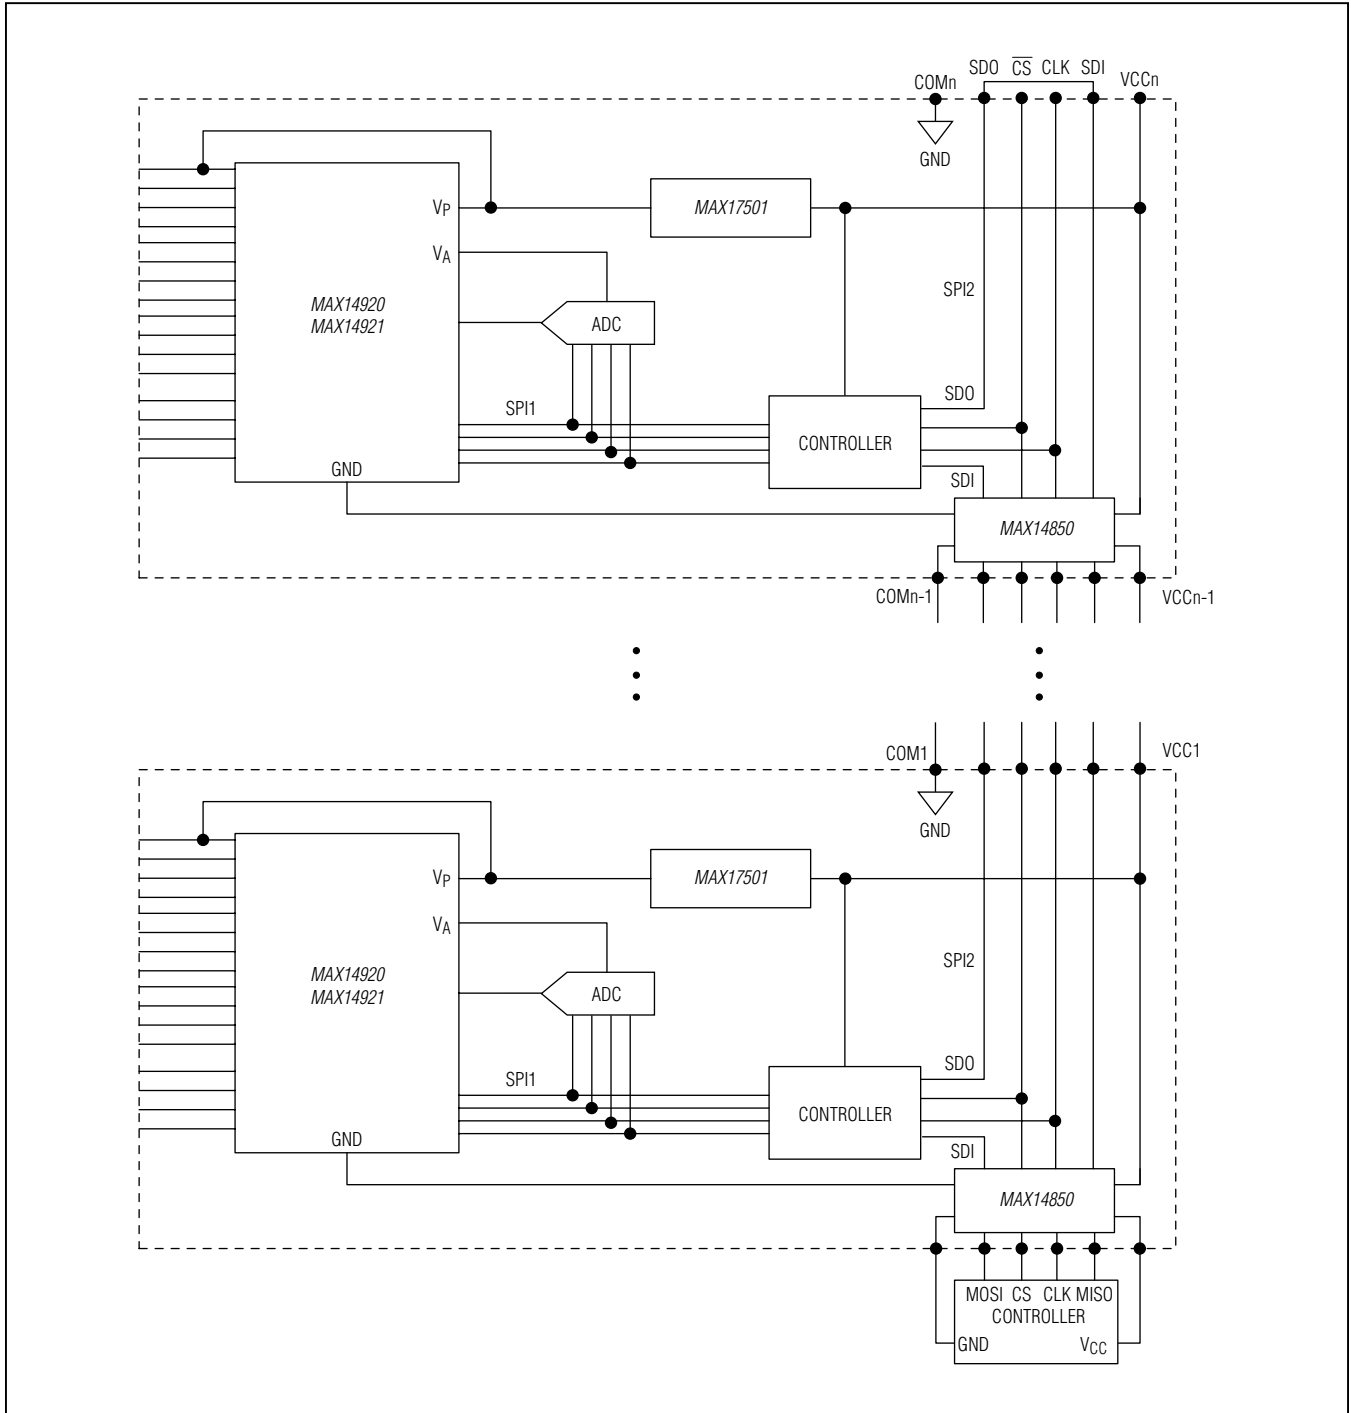 SDO CS CLK SDI
COMn VCCn
GND
VP
MAX17501
VA
SPI2
MAX14920
MAX14921
ADC
SDO
SPI1
CONTROLLER
GND
SDI
MAX14850
COMn-1 VCCn-1
COM1 VCC1
GND
VP
MAX17501
VA
SPI2
MAX14920
MAX14921
ADC
SDO
SPI1
CONTROLLER
GND
SDI
MAX14850
MOSI CS CLK MISO
CONTROLLER
GND VCC